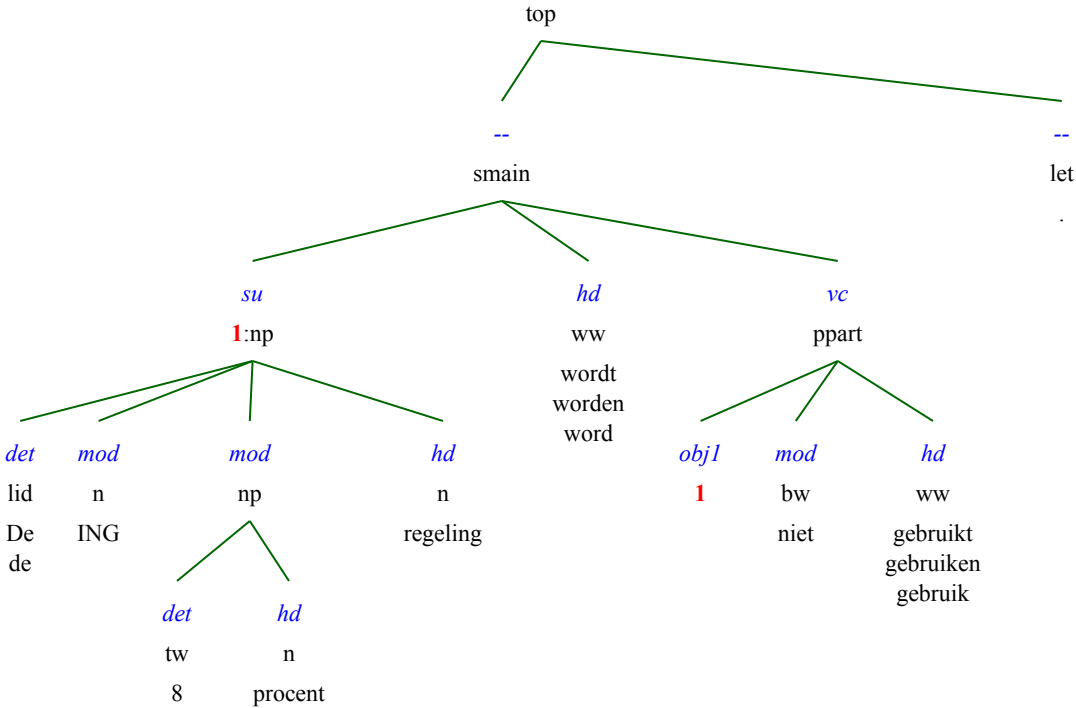 top
-- --
smain let
.
su hd vc
1:np ww ppart
wordt
worden
word
det mod mod hd obj1 mod hd
lid n np n 1 bw ww
De ING regeling niet gebruikt
de gebruiken
gebruik
det hd
tw n
8 procent